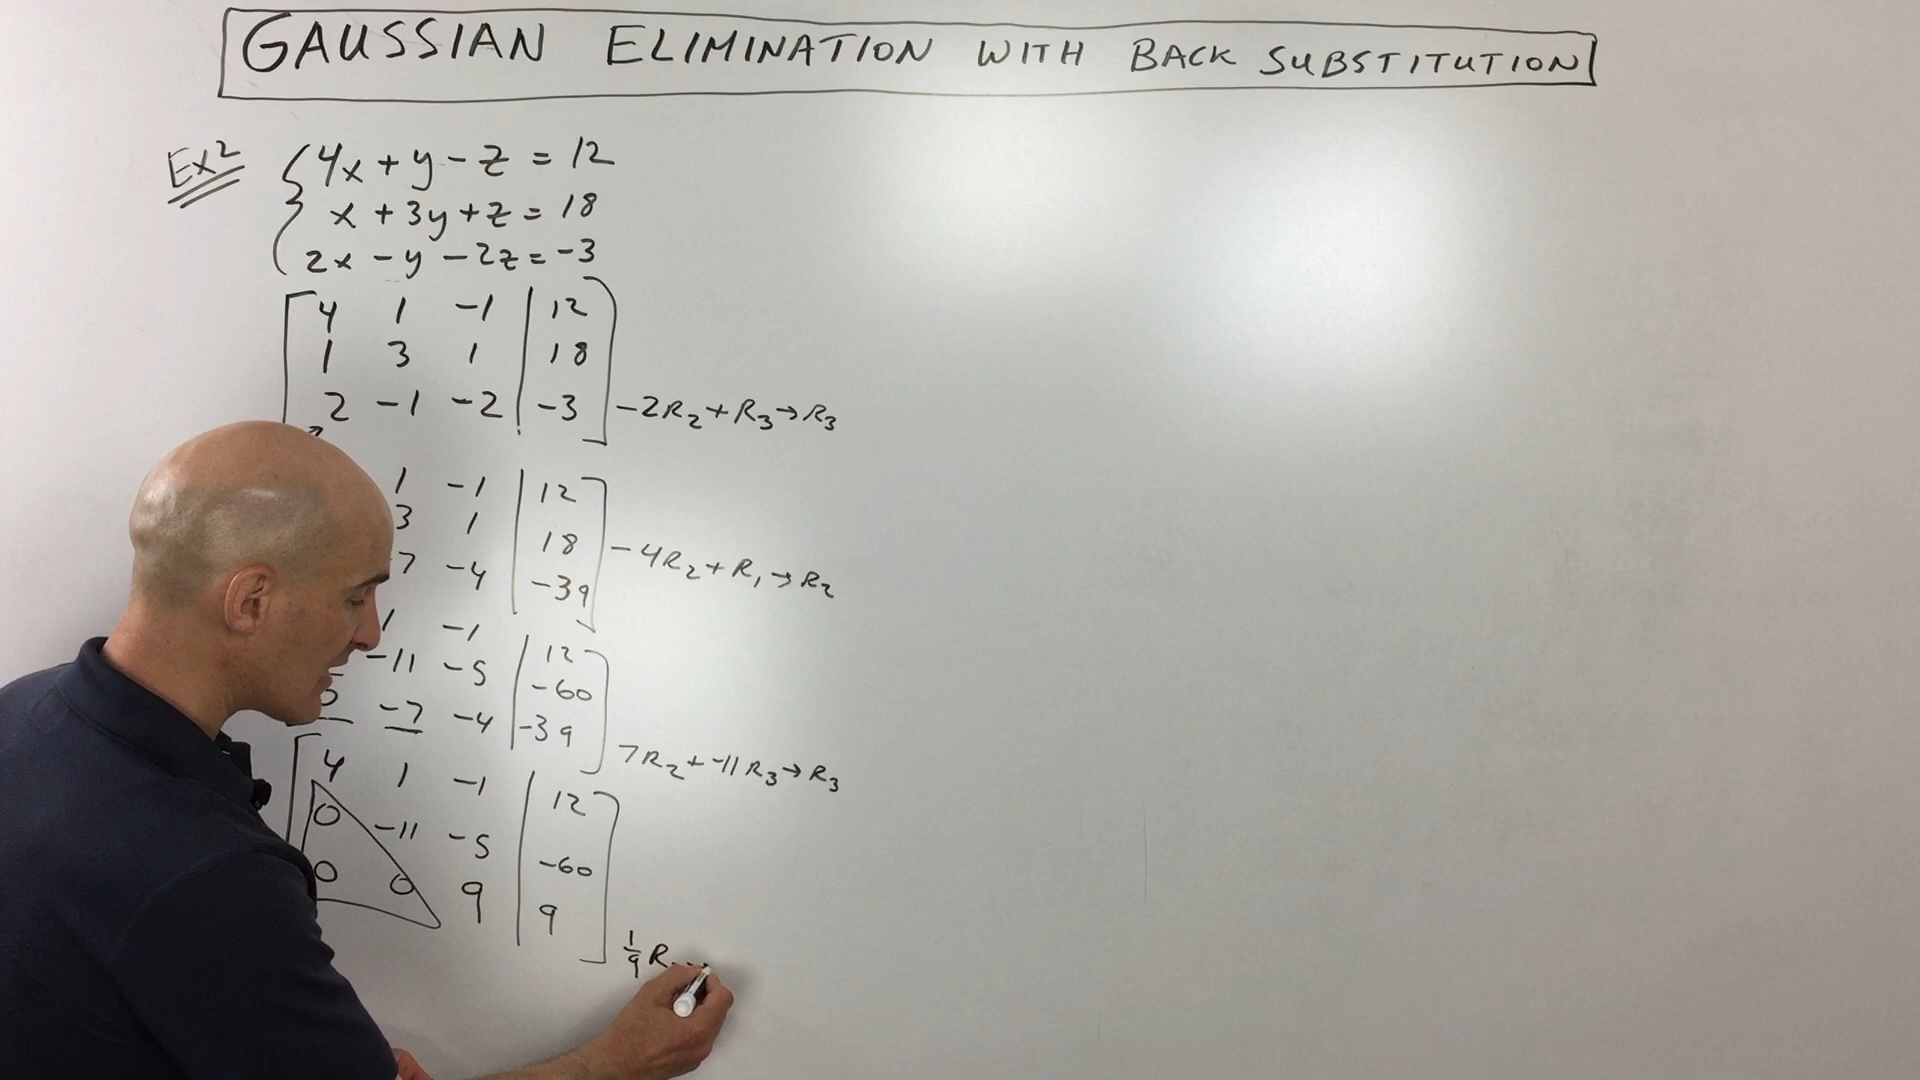 GAUSSIAN ELIMINATION WITH BACK SUBSTITUTION
Ex2
4x + y - z = 12
x + 3y + z = 18
2x - y - 2z = -3
4 1 -1 | 12
1 3 1 | 18
2 -1 -2 | -3 -2R₂ + R₃ → R₃
1 -1 | 12
3 1 | 18
-7 -4 | -39 -4R₂ + R₁ → R₂
1 -1 | 12
-11 -5 | -60
-7 -4 | -39
7R₂ + -11R₃ → R₃
4 1 -1 | 12
0 -11 -5 | -60
0 0 9 | 9
1/9 R